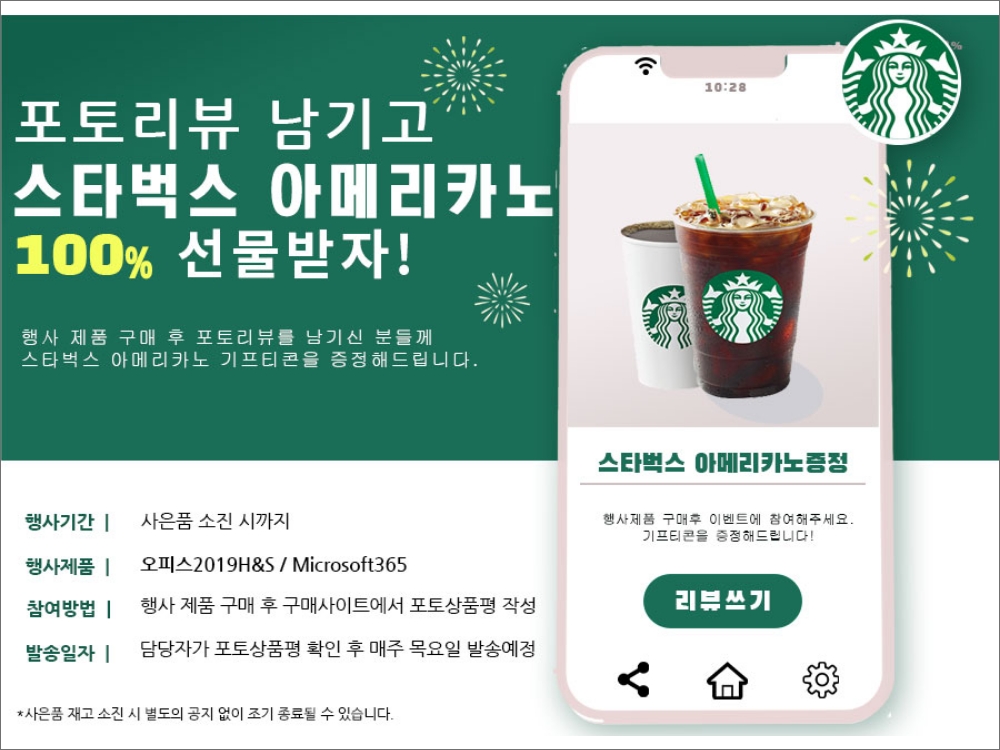 포토리뷰 남기고
스타벅스 아메리카노
100% 선물받자!
행사 제품 구매 후 포토리뷰를 남기신 분들께
스타벅스 아메리카노 기프티콘을 증정해드립니다.
행사기간 | 사은품 소진 시까지
행사제품 | 오피스2019H&S / Microsoft365
참여방법 | 행사 제품 구매 후 구매사이트에서 포토상품평 작성
발송일자 | 담당자가 포토상품평 확인 후 매주 목요일 발송예정
*사은품 재고 소진 시 별도의 공지 없이 조기 종료될 수 있습니다.
10:28
스타벅스 아메리카노증정
행사제품 구매후 이벤트에 참여해주세요.
기프티콘을 증정해드립니다!
리뷰쓰기